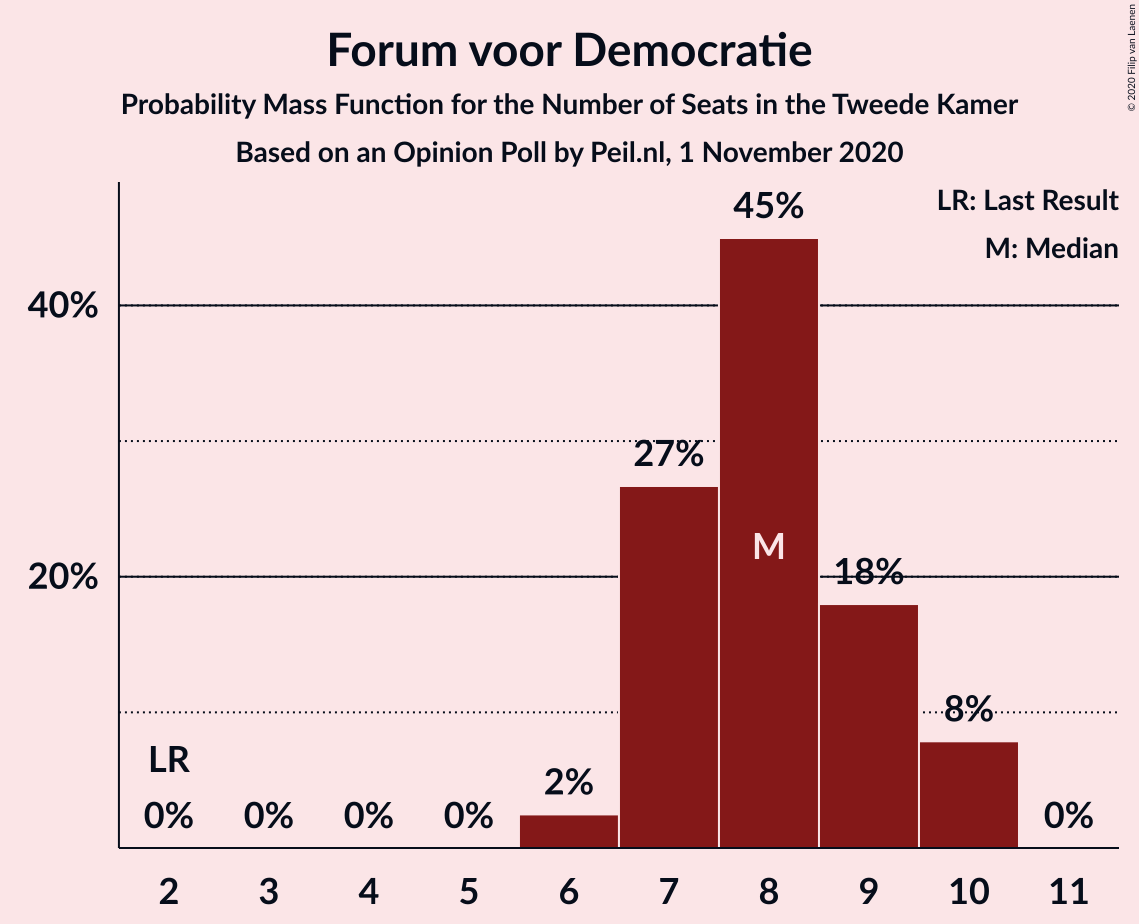 Forum voor Democratie
Probability Mass Function for the Number of Seats in the Tweede Kamer
Based on an Opinion Poll by Peil.nl, 1 November 2020
© 2020 Filip van Laenen
LR: Last Result
M: Median
45%
40%
27%
M
20%
18%
8%
LR
2%
0% 0% 0% 0% 0%
2 3 4 5 6 7 8 9 10 11